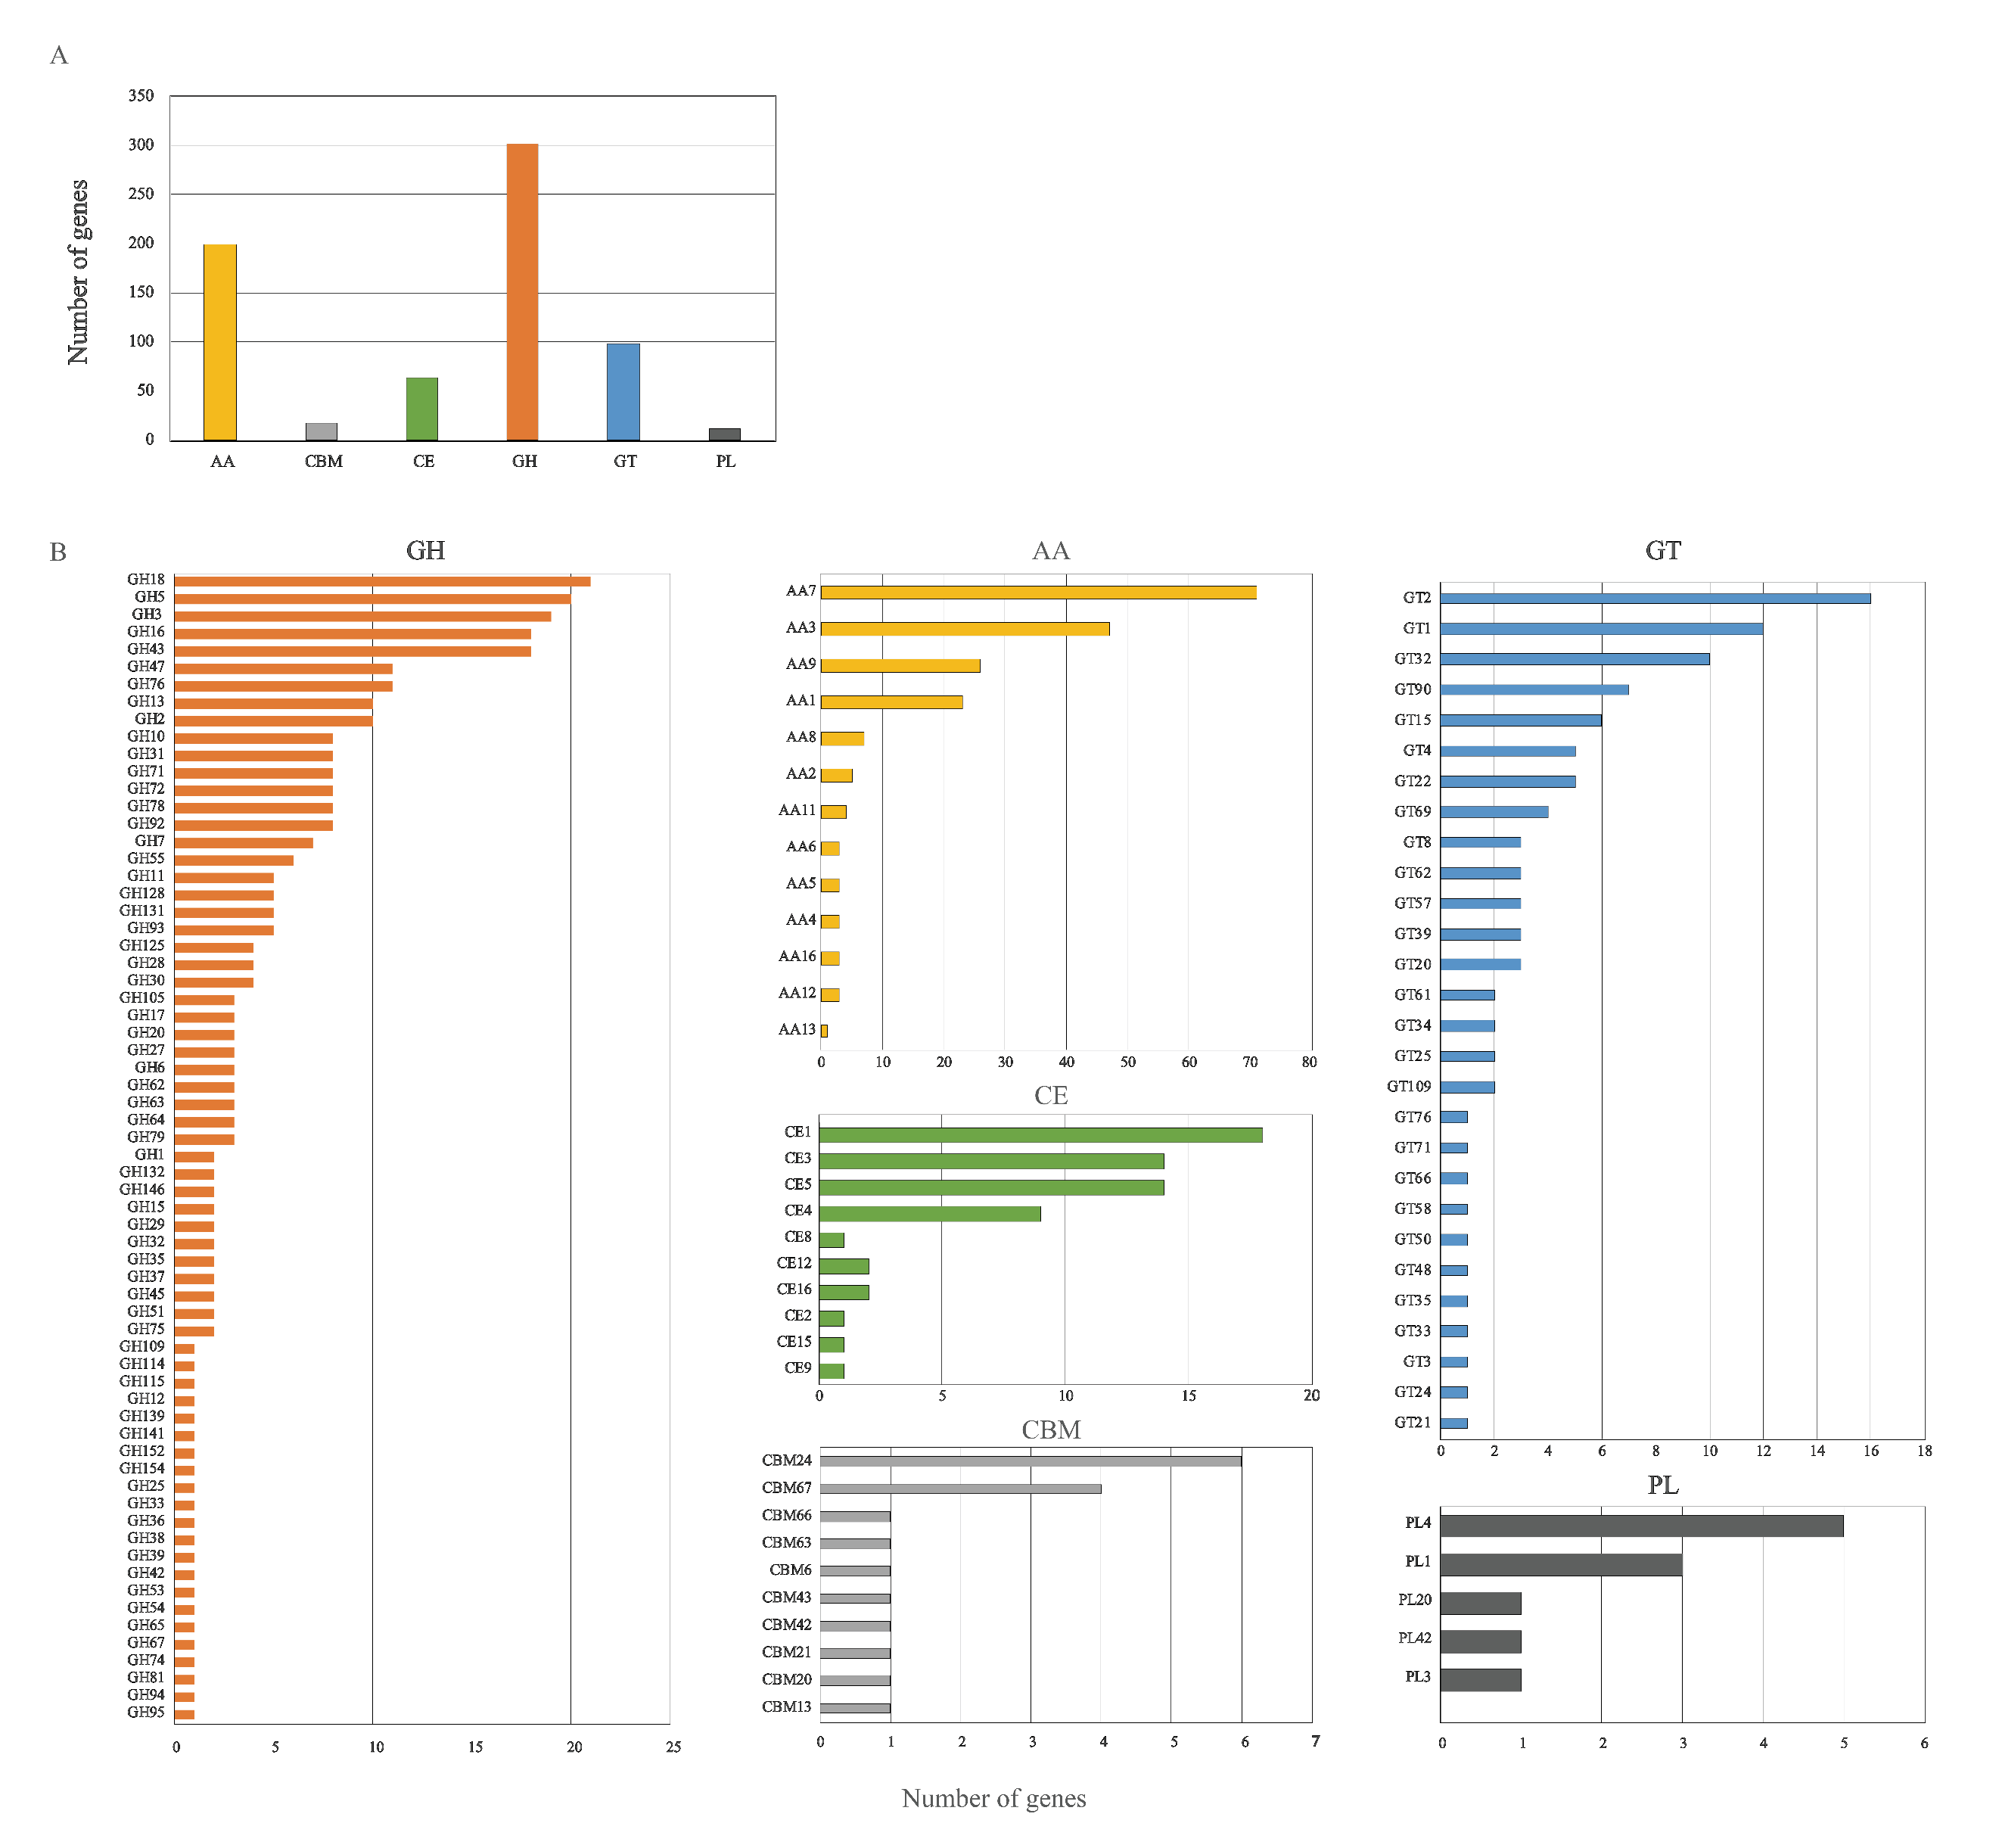 A
350
300
250
200
150
100
50
0
Number of genes
AA CBM CE GH GT PL
B
GH
GH18
GH5
GH3
GH16
GH43
GH47
GH76
GH13
GH2
GH10
GH31
GH71
GH72
GH78
GH92
GH7
GH55
GH11
GH128
GH131
GH93
GH125
GH28
GH30
GH105
GH17
GH20
GH27
GH6
GH62
GH63
GH64
GH79
GH1
GH132
GH146
GH15
GH29
GH32
GH35
GH37
GH45
GH51
GH75
GH109
GH114
GH115
GH12
GH139
GH141
GH152
GH154
GH25
GH33
GH36
GH38
GH39
GH42
GH53
GH54
GH65
GH67
GH74
GH81
GH94
GH95
0 5 10 15 20 25
AA
AA7
AA3
AA9
AA1
AA8
AA2
AA11
AA6
AA5
AA4
AA16
AA12
AA13
0 10 20 30 40 50 60 70 80
CE
CE1
CE3
CE5
CE4
CE8
CE12
CE16
CE2
CE15
CE9
0 5 10 15 20
CBM
CBM24
CBM67
CBM66
CBM63
CBM6
CBM43
CBM42
CBM21
CBM20
CBM13
0 1 2 3 4 5 6 7
GT
GT2
GT1
GT32
GT90
GT15
GT4
GT22
GT69
GT8
GT62
GT57
GT39
GT20
GT61
GT34
GT25
GT109
GT76
GT71
GT66
GT58
GT50
GT48
GT35
GT33
GT3
GT24
GT21
0 2 4 6 8 10 12 14 16 18
PL
PL4
PL1
PL20
PL42
PL3
0 1 2 3 4 5 6
Number of genes